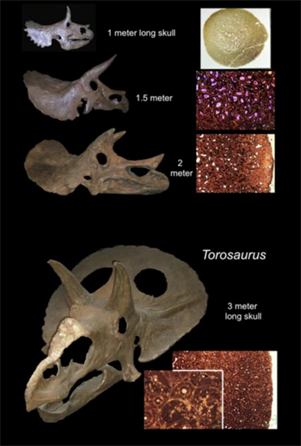 1 meter long skull
1.5 meter
2
meter
Torosaurus
3 meter
long skull